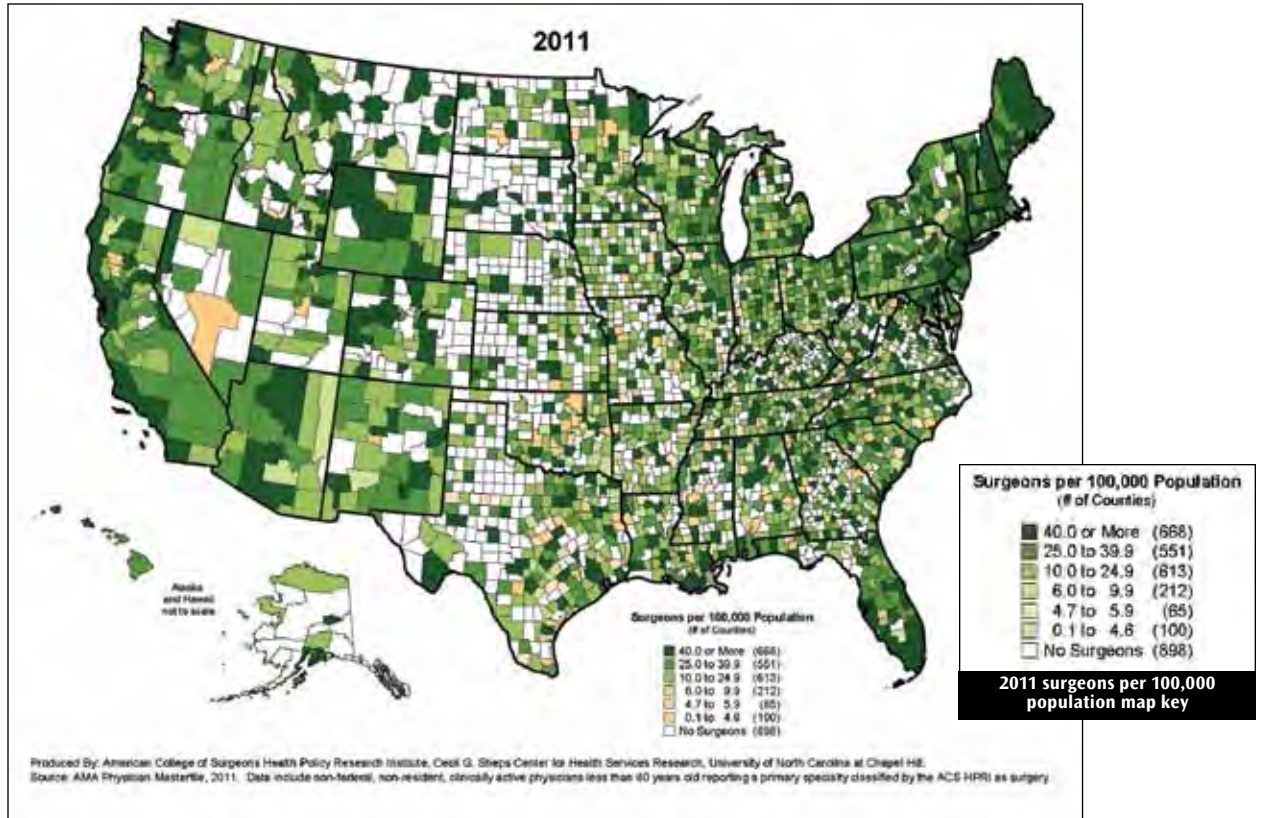 2011
Alaska
and Hawaii
not to scale
Surgeons per 100,000 Population
(# of Counties)
40.0 or More (668)
25.0 to 39.9 (551)
10.0 to 24.9 (613)
6.0 to 9.9 (212)
4.7 to 5.9 (65)
0.1 to 4.6 (100)
No Surgeons (898)
Surgeons per 100,000 Population
(# of Counties)
40.0 or More (668)
25.0 to 39.9 (551)
10.0 to 24.9 (613)
6.0 to 9.9 (212)
4.7 to 5.9 (65)
0.1 to 4.6 (100)
No Surgeons (898)
2011 surgeons per 100,000
population map key
Produced By: American College of Surgeons Health Policy Research Institute, Cecil G. Sheps Center for Health Services Research, University of North Carolina at Chapel Hill.
Source: AMA Physician Masterfile, 2011. Data include non-federal, non-resident, clinically active physicians less than 80 years old reporting a primary specialty classified by the ACS HPRI as surgery.